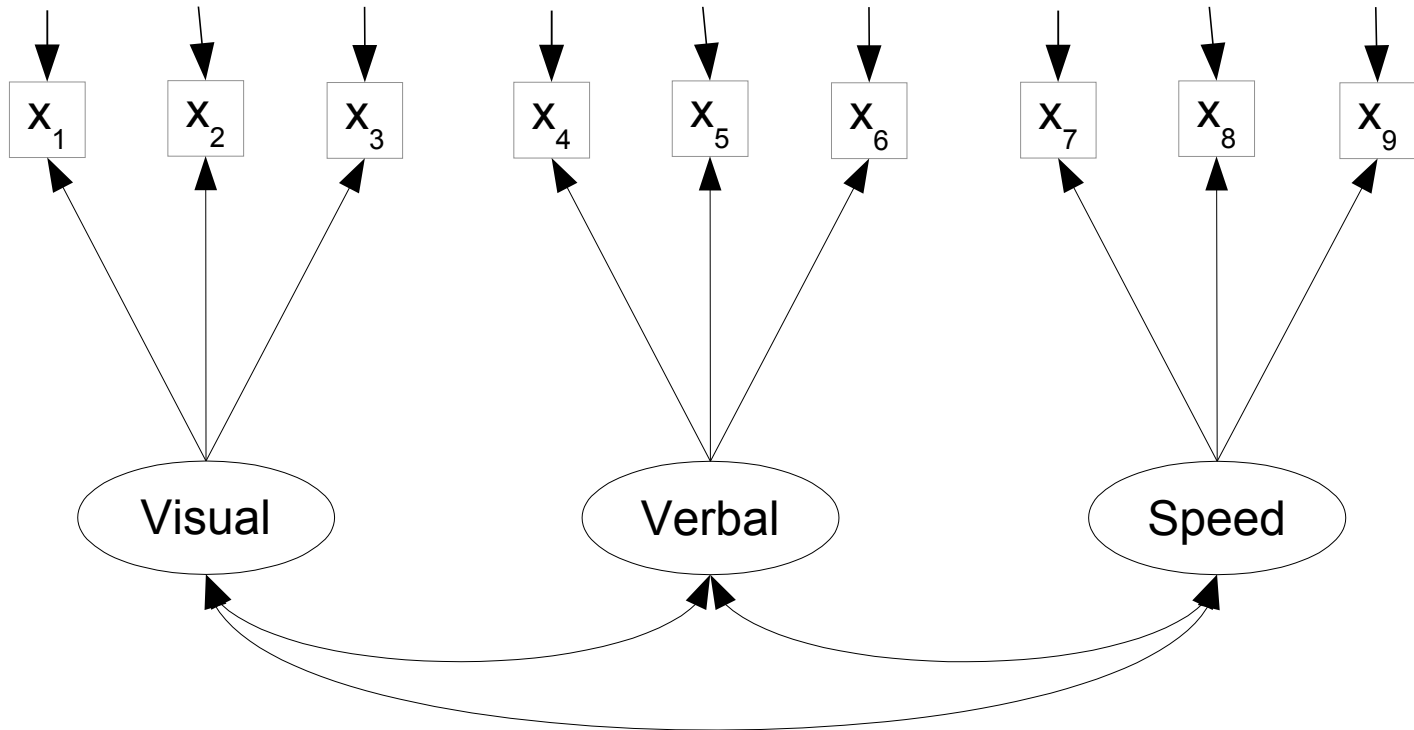 x₁ x₂ x₃ x₄ x₅ x₆ x₇ x₈ x₉
Visual Verbal Speed